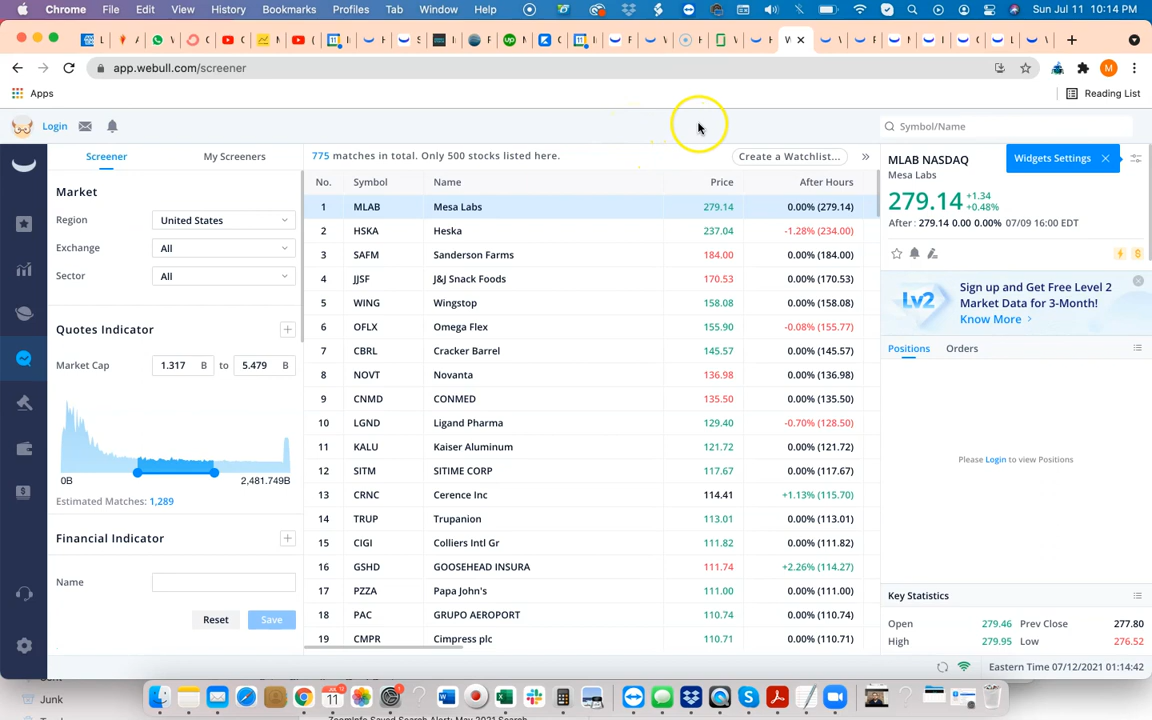 Chrome File Edit View History Bookmarks Profiles Tab Window Help Sun Jul 11 10:14 PM
app.webull.com/screener
Apps Reading List
Login Symbol/Name
Screener My Screeners 775 matches in total. Only 500 stocks listed here. Create a Watchlist... MLAB NASDAQ Widgets Settings
Mesa Labs
Market No. Symbol Name Price After Hours
279.14 +1.34
+0.48%
Region United States 1 MLAB Mesa Labs 279.14 0.00% (279.14)
After : 279.14 0.00 0.00% 07/09 16:00 EDT
2 HSKA Heska 237.04 -1.28% (234.00)
Exchange All
3 SAFM Sanderson Farms 184.00 0.00% (184.00)
Sector All
4 JJSF J&J Snack Foods 170.53 0.00% (170.53)
Lv2 Sign up and Get Free Level 2
Market Data for 3-Month!
Know More >
5 WING Wingstop 158.08 0.00% (158.08)
Quotes Indicator 6 OFLX Omega Flex 155.90 -0.08% (155.77)
7 CBRL Cracker Barrel 145.57 0.00% (145.57)
Positions Orders
Market Cap 1.317 B to 5.479 B
8 NOVT Novanta 136.98 0.00% (136.98)
9 CNMD CONMED 135.50 0.00% (135.50)
10 LGND Ligand Pharma 129.40 -0.70% (128.50)
11 KALU Kaiser Aluminum 121.72 0.00% (121.72)
Please Login to view Positions
12 SITM SITIME CORP 117.67 0.00% (117.67)
0B 2,481.749B
13 CRNC Cerence Inc 114.41 +1.13% (115.70)
Estimated Matches: 1,289
14 TRUP Trupanion 113.01 0.00% (113.01)
Financial Indicator
15 CIGI Colliers Intl Gr 111.82 0.00% (111.82)
16 GSHD GOOSEHEAD INSURA 111.74 +2.26% (114.27)
Name
17 PZZA Papa John's 111.00 0.00% (111.00)
Key Statistics
18 PAC GRUPO AEROPORT 110.74 0.00% (110.74)
Reset Save
Open 279.46 Prev Close 277.80
19 CMPR Cimpress plc 110.71 0.00% (110.71)
High 279.95 Low 276.52
Eastern Time 07/12/2021 01:14:42
Junk